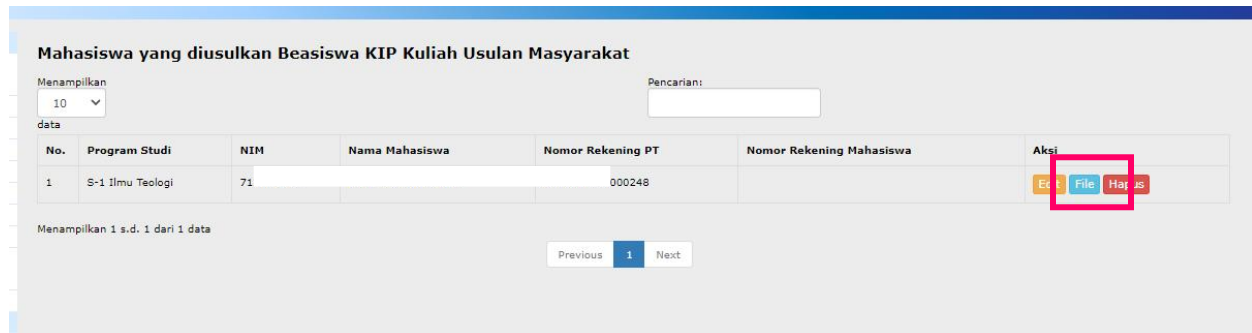 Mahasiswa yang diusulkan Beasiswa KIP Kuliah Usulan Masyarakat
Menampilkan
10
data
Pencarian:
No. Program Studi NIM Nama Mahasiswa Nomor Rekening PT Nomor Rekening Mahasiswa Aksi
1 S-1 Ilmu Teologi 71 000248 Edit File Hapus
Menampilkan 1 s.d. 1 dari 1 data
Previous 1 Next